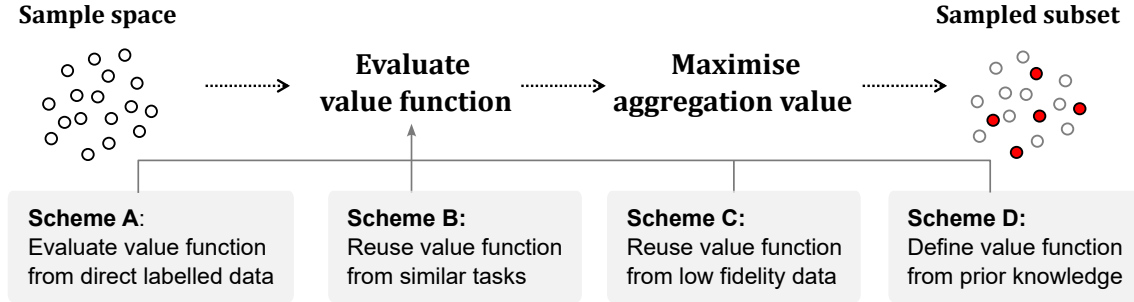 Sample space
Sampled subset
Evaluate
value function
Maximise
aggregation value
Scheme A:
Evaluate value function
from direct labelled data
Scheme B:
Reuse value function
from similar tasks
Scheme C:
Reuse value function
from low fidelity data
Scheme D:
Define value function
from prior knowledge